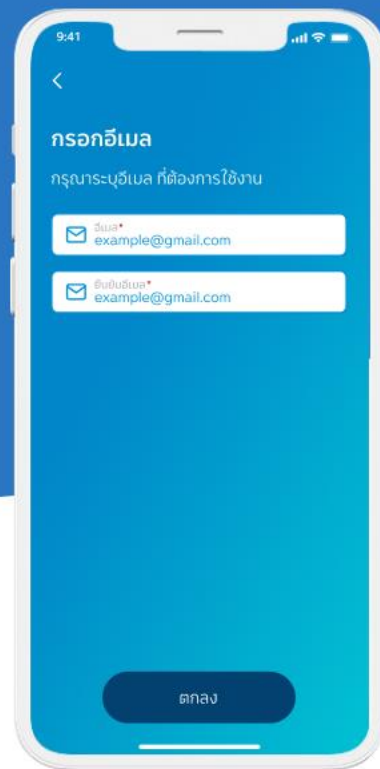 9:41
กรอกอีเมล
กรุณาระบุอีเมล ที่ต้องการใช้งาน
อีเมล*
example@gmail.com
ยืนยันอีเมล*
example@gmail.com
ตกลง